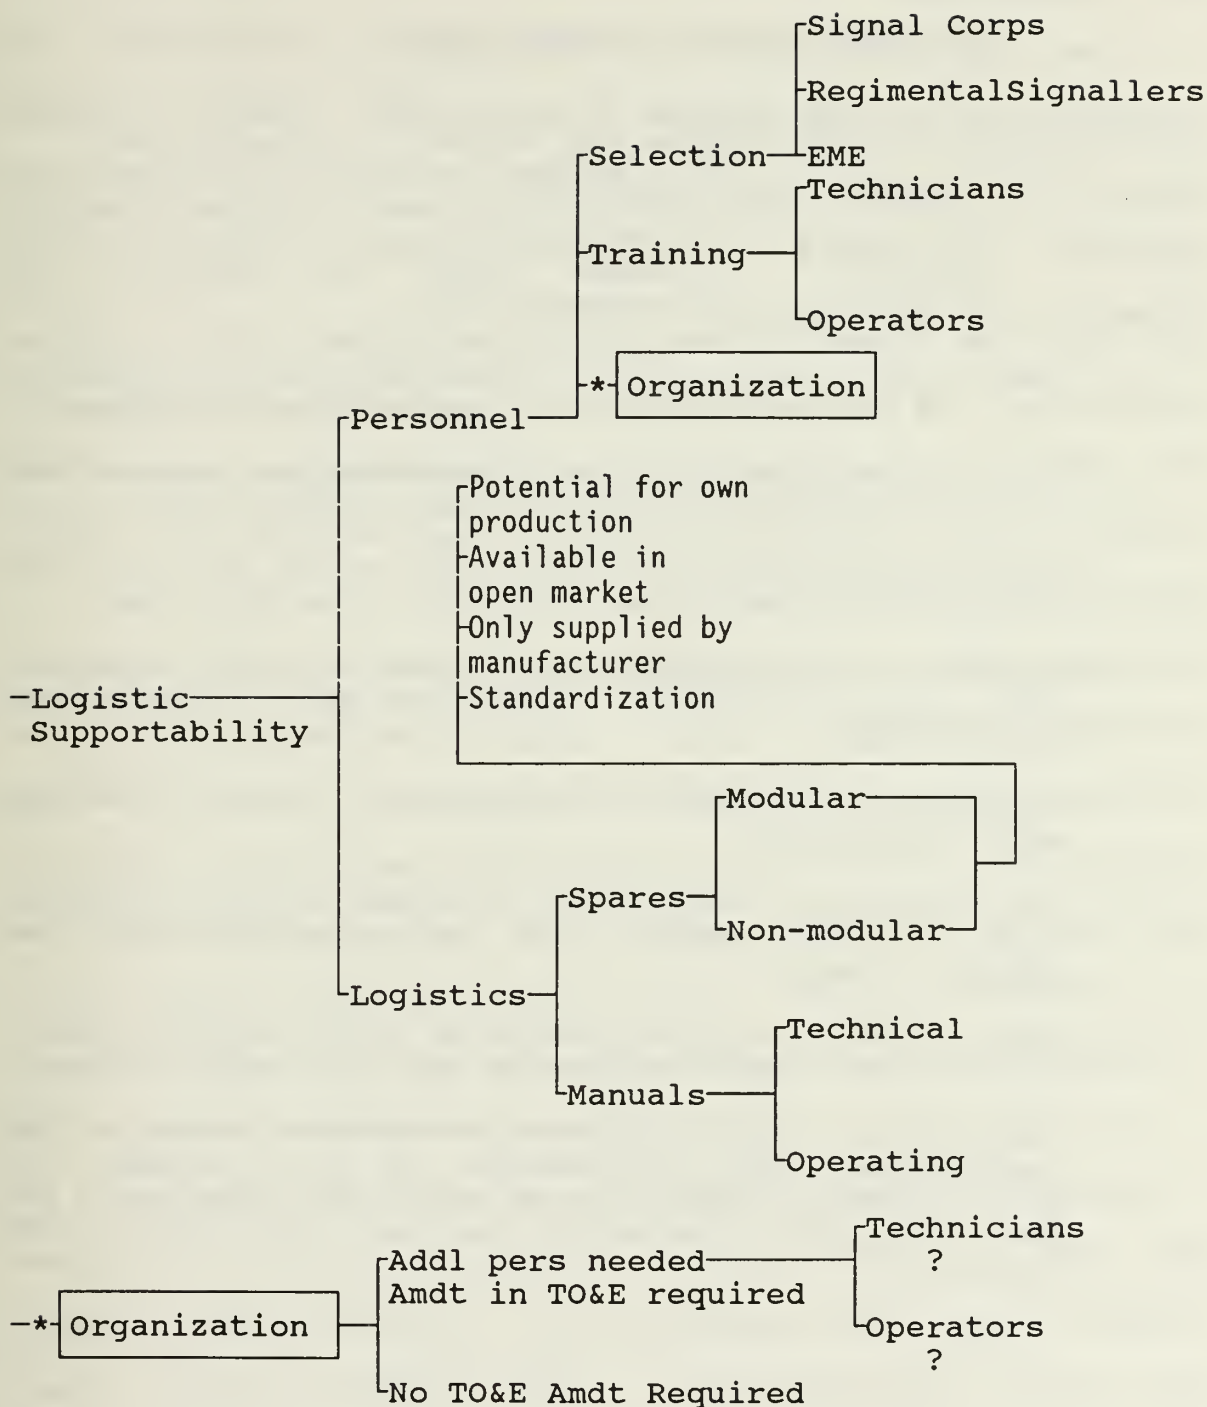 Signal Corps
RegimentalSignallers
Selection
EME
Technicians
Training
Operators
* Organization
Personnel
Potential for own
production
Available in
open market
Only supplied by
manufacturer
Standardization
Logistic
Supportability
Modular
Spares
Non-modular
Logistics
Technical
Manuals
Operating
Technicians
?
Addl pers needed
Amdt in TO&E required
* Organization
Operators
?
No TO&E Amdt Required